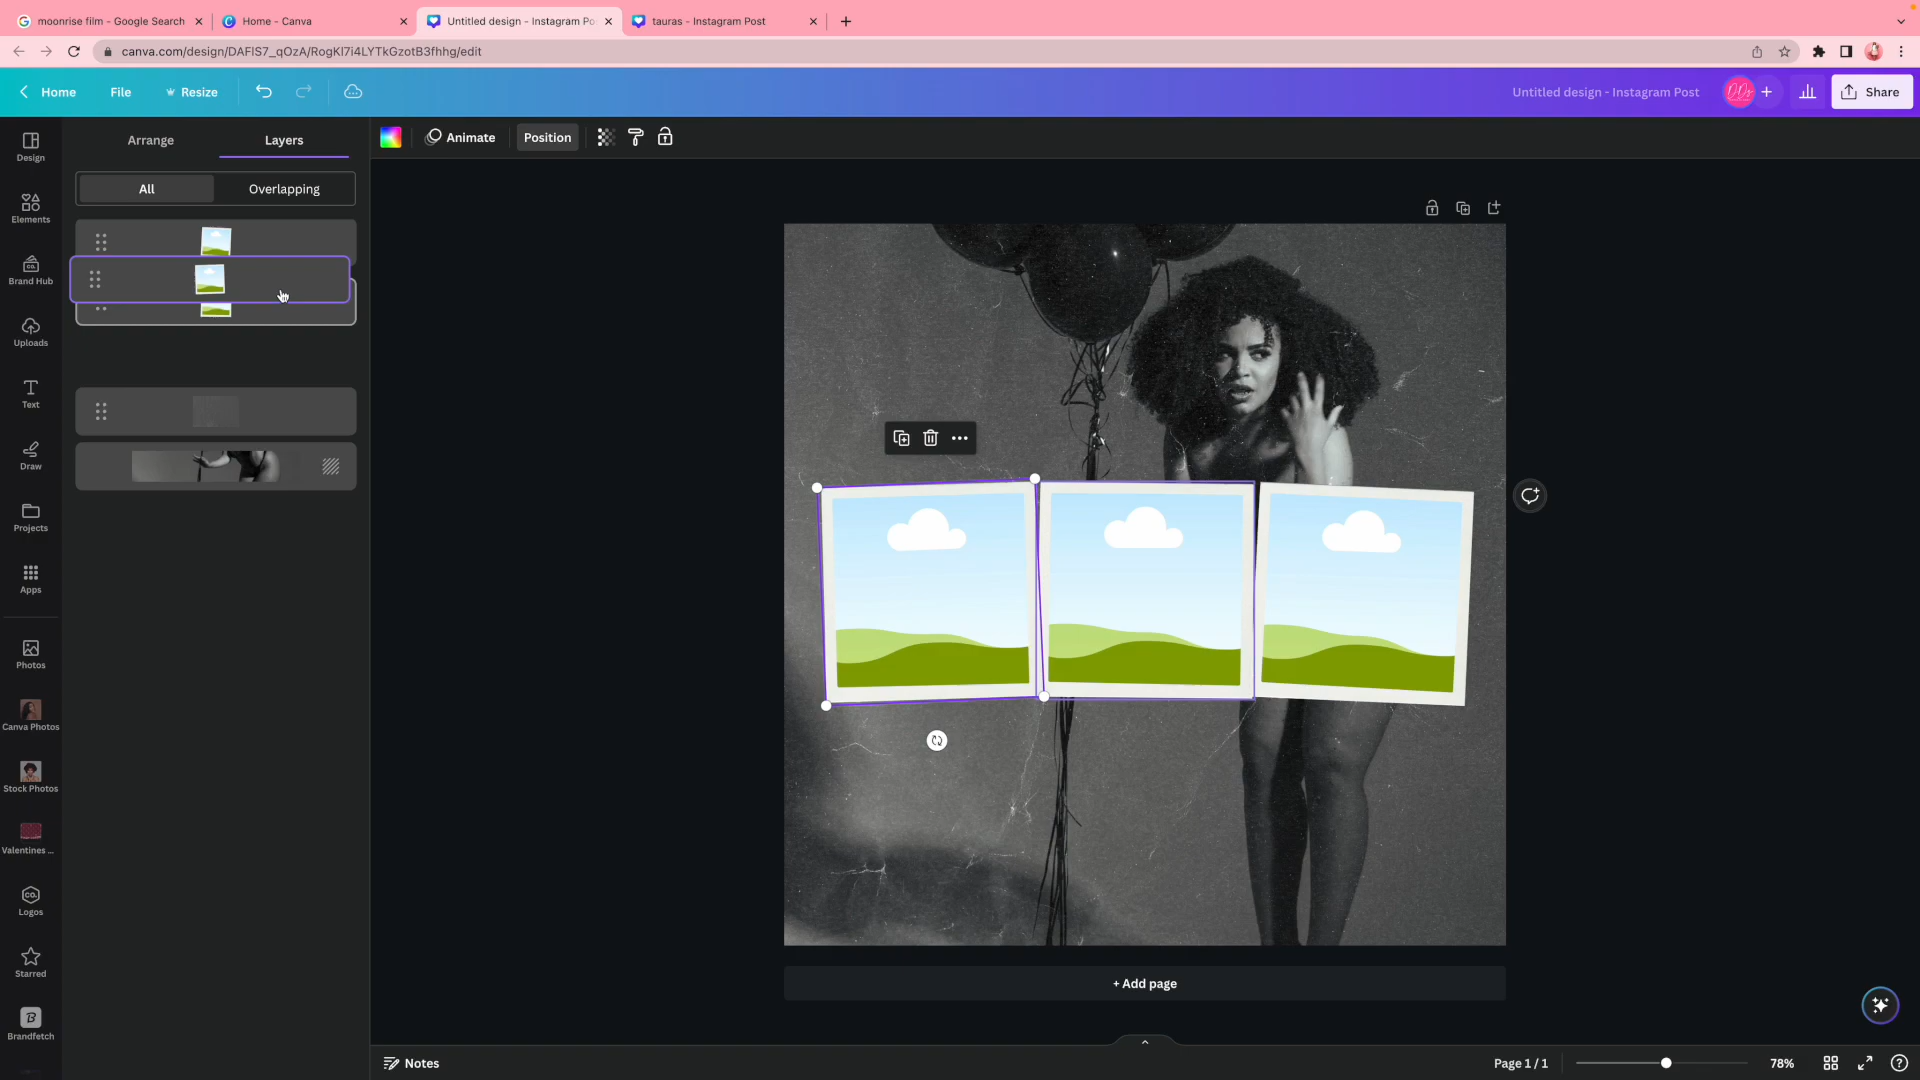 moonrise film - Google Search
Home - Canva
Untitled design - Instagram Po
tauras - Instagram Post
canva.com/design/DAFlS7_qOzA/RogKl7i4LYTkGzotB3fhhg/edit
Home
File
Resize
Untitled design - Instagram Post
Share
Design
Elements
Brand Hub
Uploads
Text
Draw
Projects
Apps
Photos
Canva Photos
Stock Photos
Valentines ...
Logos
Starred
Brandfetch
Arrange
Layers
All
Overlapping
Animate
Position
+ Add page
Notes
Page 1 / 1
78%